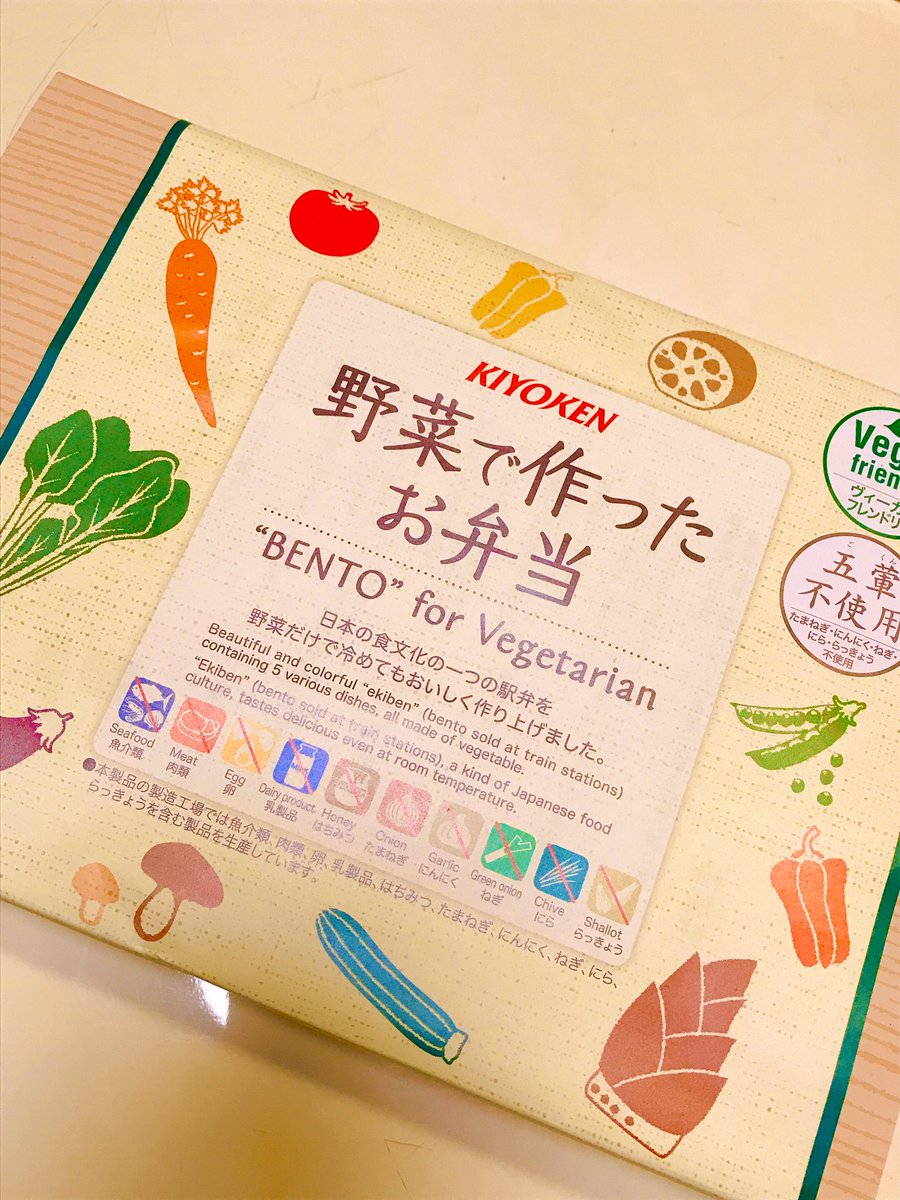 KIYOKEN
野菜で作った
お弁当
“BENTO” for Vegetarian
日本の食文化の一つの駅弁を
野菜だけで冷めてもおいしく作り上げました。
Beautiful and colorful “ekiben” (bento sold at train stations)
containing 5 various dishes, all made of vegetable.
“Ekiben” (bento sold at train stations), a kind of Japanese food
culture, tastes delicious even at room temperature.
Seafood
魚介類
Meat
肉類
Egg
卵
Dairy product
乳製品
Honey
はちみつ
Onion
たまねぎ
Garlic
にんにく
Green onion
ねぎ
Chive
にら
Shallot
らっきょう
●本製品の製造工場では魚介類、肉類、卵、乳製品、はちみつ、たまねぎ、にんにく、ねぎ、にら、
らっきょうを含む製品を生産しています。
Veg
frien
ヴィーガ
フレンドリ
ご くん
五葷
不使用
たまねぎ・にんにく・ねぎ・
にら・らっきょう
不使用